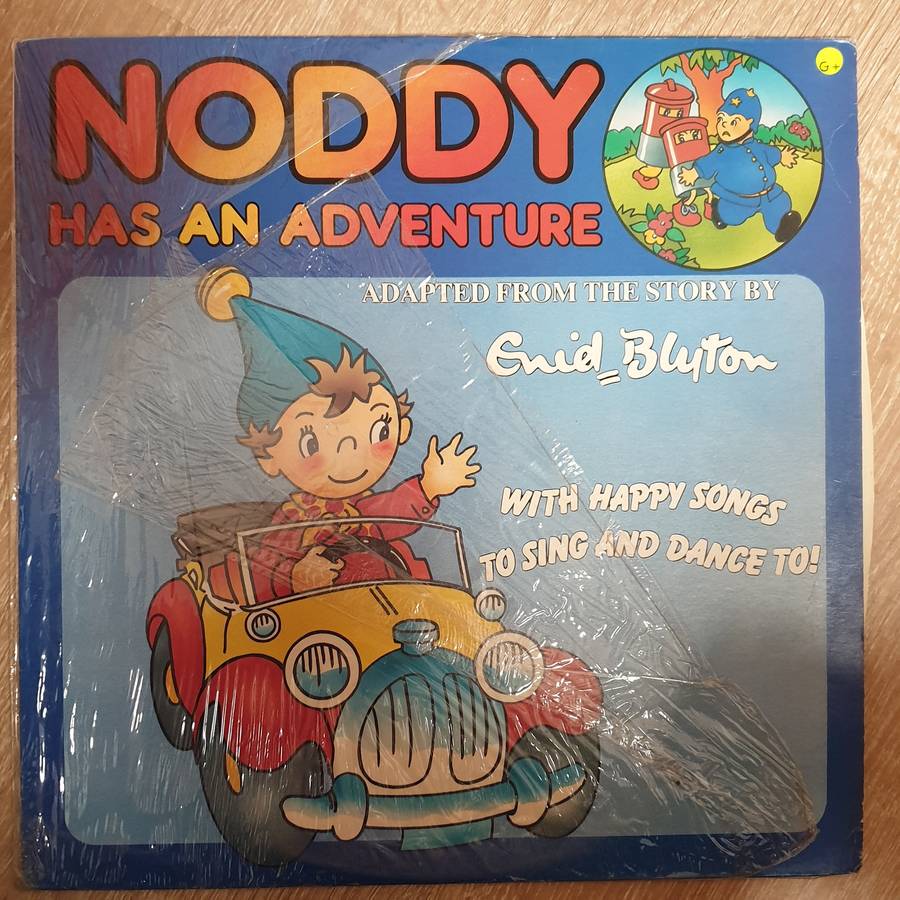 NODDY
HAS AN ADVENTURE
G+
ADAPTED FROM THE STORY BY
Enid Blyton
WITH HAPPY SONGS
TO SING AND DANCE TO!